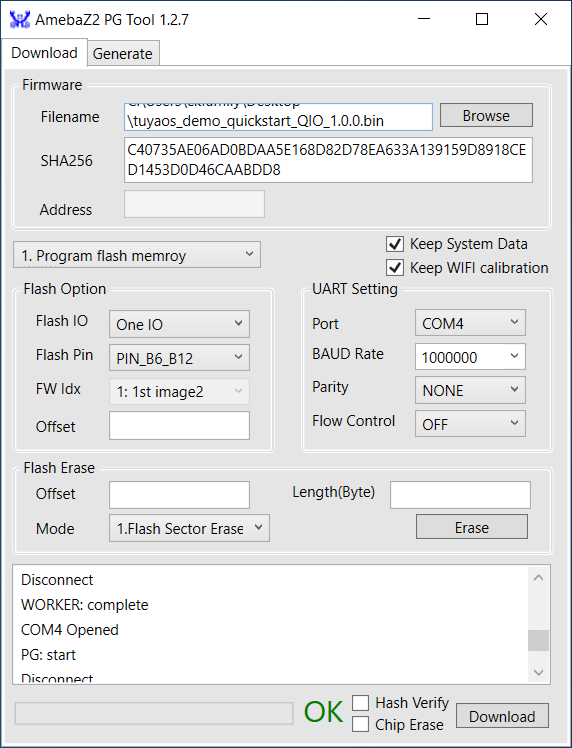 AmebaZ2 PG Tool 1.2.7
Download Generate
Firmware
Filename
\tuyaos_demo_quickstart_QIO_1.0.0.bin
Browse
SHA256
C40735AE06AD0BDAA5E168D82D78EA633A139159D8918CE
D1453D0D46CAABDD8
Address
1. Program flash memroy
Keep System Data
Keep WIFI calibration
Flash Option
Flash IO One IO
Flash Pin PIN_B6_B12
FW Idx 1: 1st image2
Offset
UART Setting
Port COM4
BAUD Rate 1000000
Parity NONE
Flow Control OFF
Flash Erase
Offset Length(Byte)
Mode 1.Flash Sector Erase Erase
Disconnect
WORKER: complete
COM4 Opened
PG: start
Disconnect
OK
Hash Verify
Chip Erase
Download